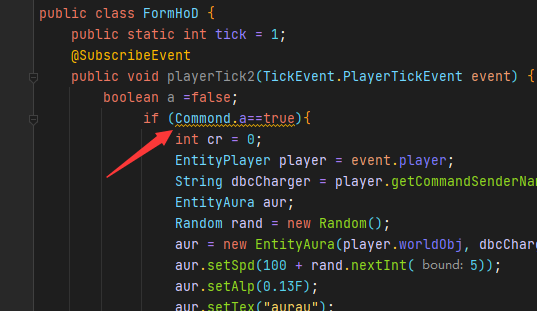 public class FormHoD {
public static int tick = 1;
@SubscribeEvent
public void playerTick2(TickEvent.PlayerTickEvent event) {
boolean a =false;
if (Commond.a==true){
int cr = 0;
EntityPlayer player = event.player;
String dbcCharger = player.getCommandSenderNam
EntityAura aur;
Random rand = new Random();
aur = new EntityAura(player.worldObj, dbcCharg
aur.setSpd(100 + rand.nextInt( bound: 5));
aur.setAlp(0.13F);
aur.setTex("aurau");